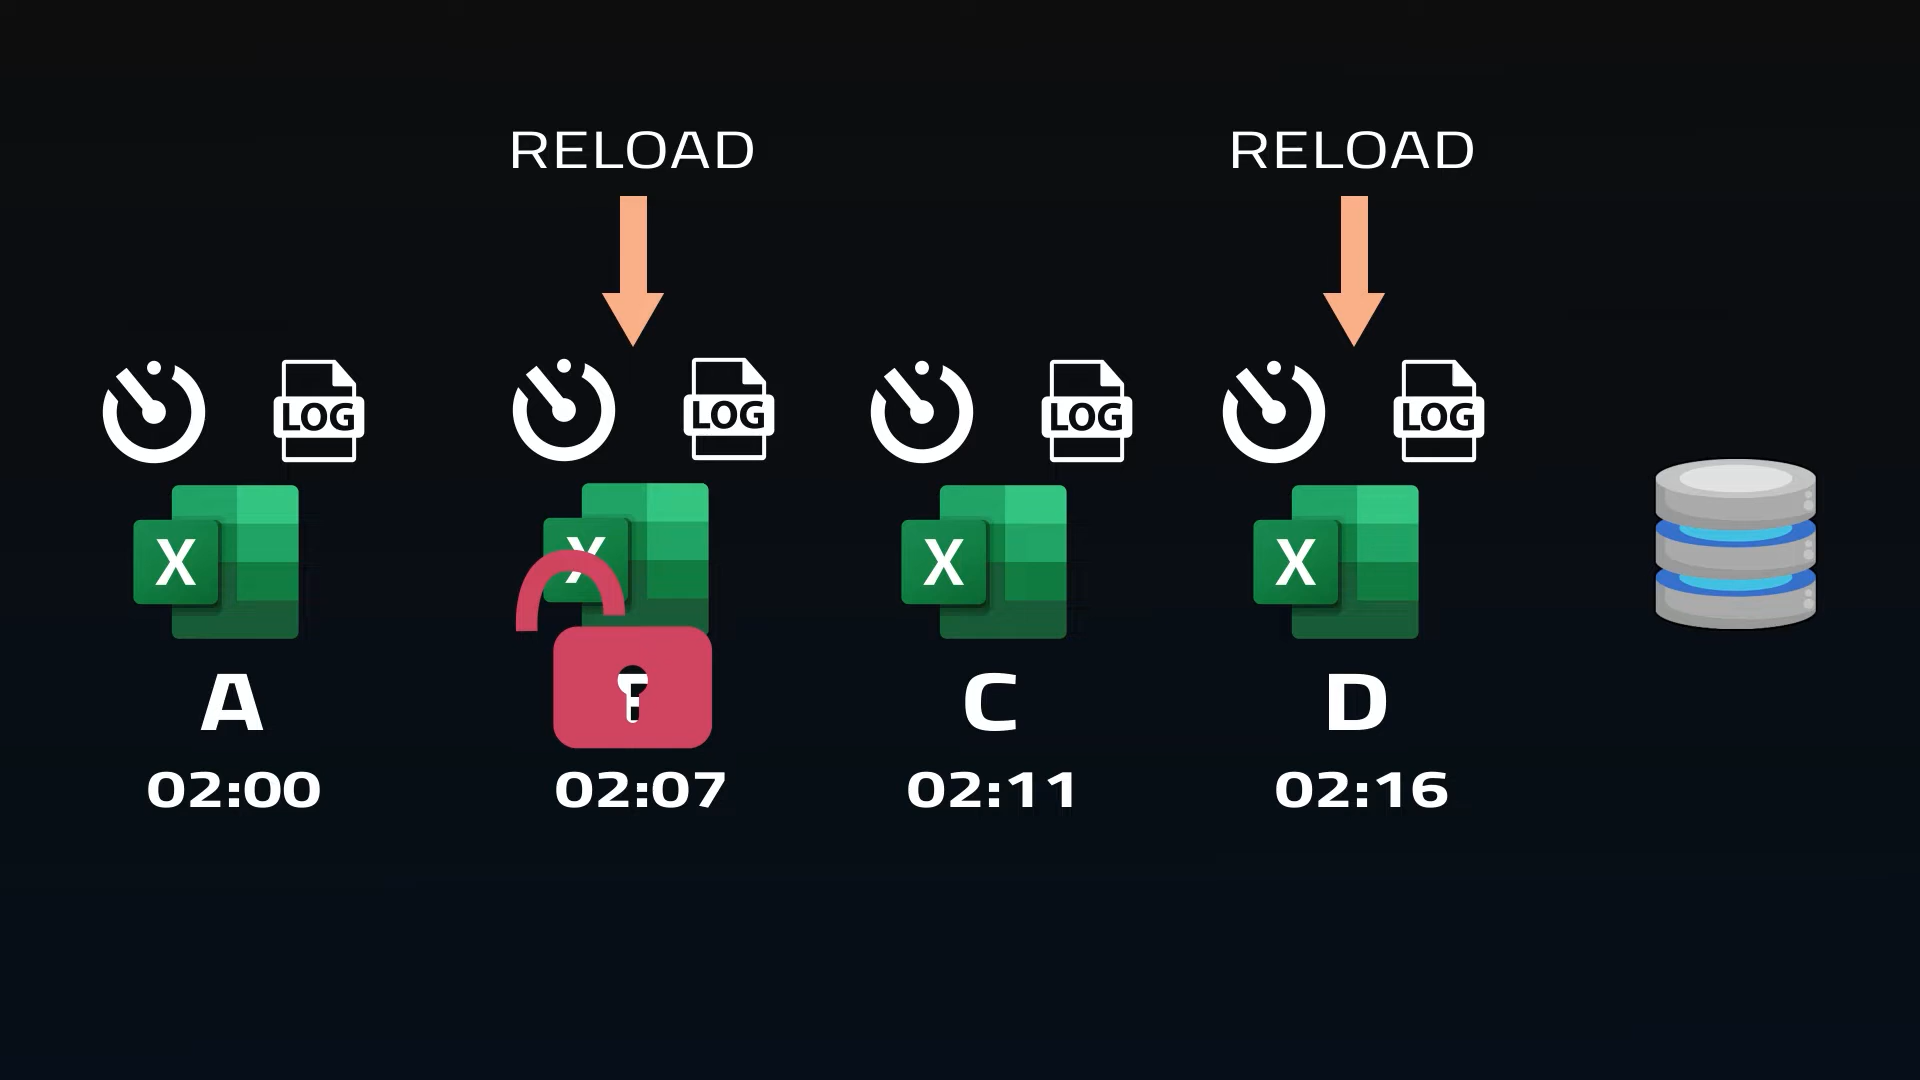 RELOAD RELOAD
LOG LOG LOG LOG
X X X X
A C D
02:00 02:07 02:11 02:16